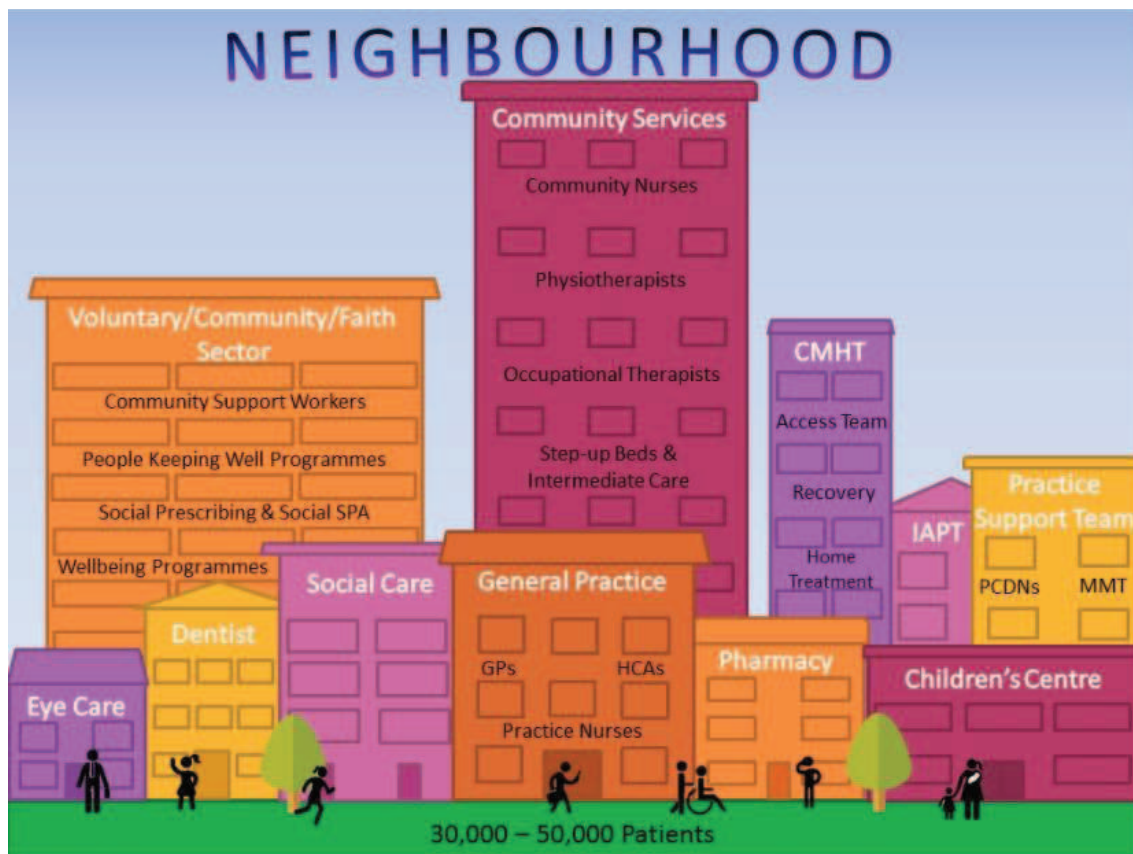 NEIGHBOURHOOD
Community Services
Community Nurses
Physiotherapists
Occupational Therapists
Step-up Beds &
Intermediate Care
Voluntary/Community/Faith
Sector
Community Support Workers
People Keeping Well Programmes
Social Prescribing & Social SPA
Wellbeing Programmes
CMHT
Access Team
Recovery
Home
Treatment
IAPT
Practice
Support Team
PCDNs
MMT
Social Care
General Practice
GPs
HCAs
Practice Nurses
Dentist
Pharmacy
Eye Care
Children's Centre
30,000 – 50,000 Patients